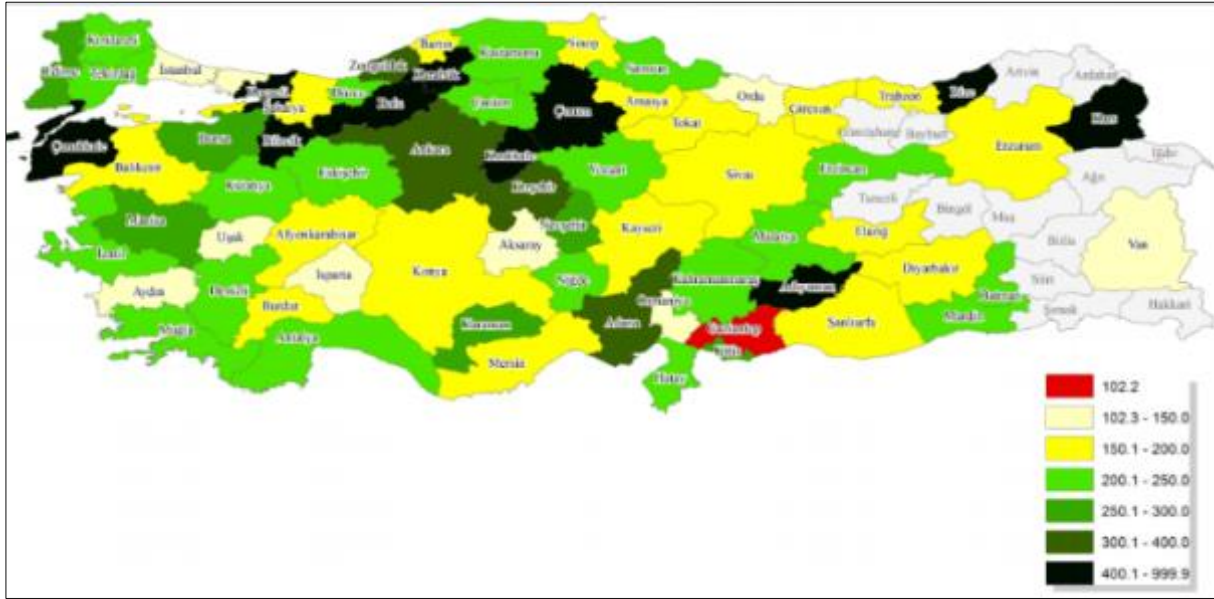 Kırklareli
Edirne
Tekirdağ
İstanbul
Kocaeli
Sakarya
Düzce
Zonguldak
Bartın
Karabük
Kastamonu
Sinop
Samsun
Bolu
Çankırı
Çorum
Amasya
Ordu
Tokat
Giresun
Trabzon
Rize
Artvin
Ardahan
Kars
Gümüşhane
Bayburt
Erzurum
Iğdır
Ağrı
Çanakkale
Balıkesir
Bursa
Bilecik
Ankara
Kırıkkale
Eskişehir
Kütahya
Yozgat
Sivas
Erzincan
Kırşehir
Tunceli
Bingöl
Muş
Manisa
Uşak
Afyonkarahisar
Nevşehir
Aksaray
Kayseri
Malatya
Elazığ
Bitlis
Van
İzmir
Isparta
Konya
Niğde
Kahramanmaraş
Adıyaman
Diyarbakır
Batman
Siirt
Hakkari
Şırnak
Aydın
Denizli
Burdur
Karaman
Adana
Osmaniye
Gaziantep
Şanlıurfa
Mardin
Muğla
Antalya
Mersin
Kilis
Hatay
102.2
102.3 - 150.0
150.1 - 200.0
200.1 - 250.0
250.1 - 300.0
300.1 - 400.0
400.1 - 999.9